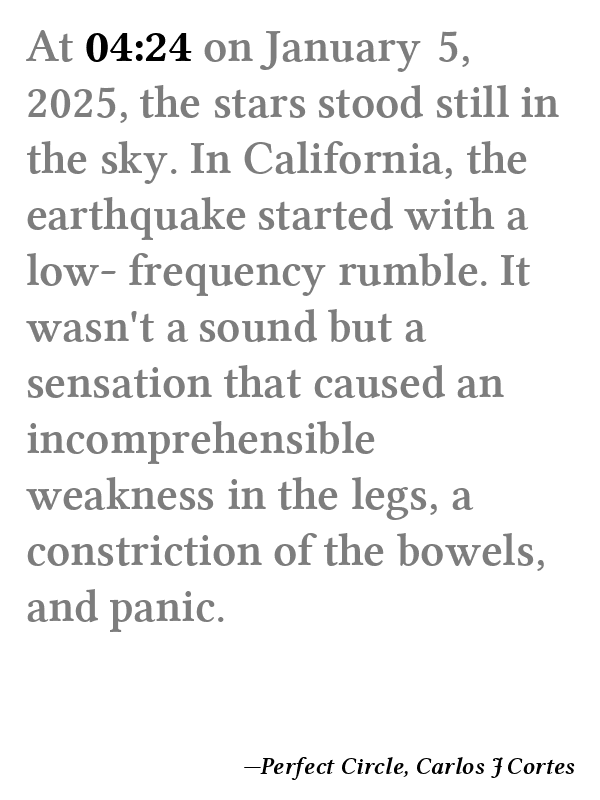 At 04:24 on January 5,
2025, the stars stood still in
the sky. In California, the
earthquake started with a
low- frequency rumble. It
wasn't a sound but a
sensation that caused an
incomprehensible
weakness in the legs, a
constriction of the bowels,
and panic.
—Perfect Circle, Carlos J Cortes